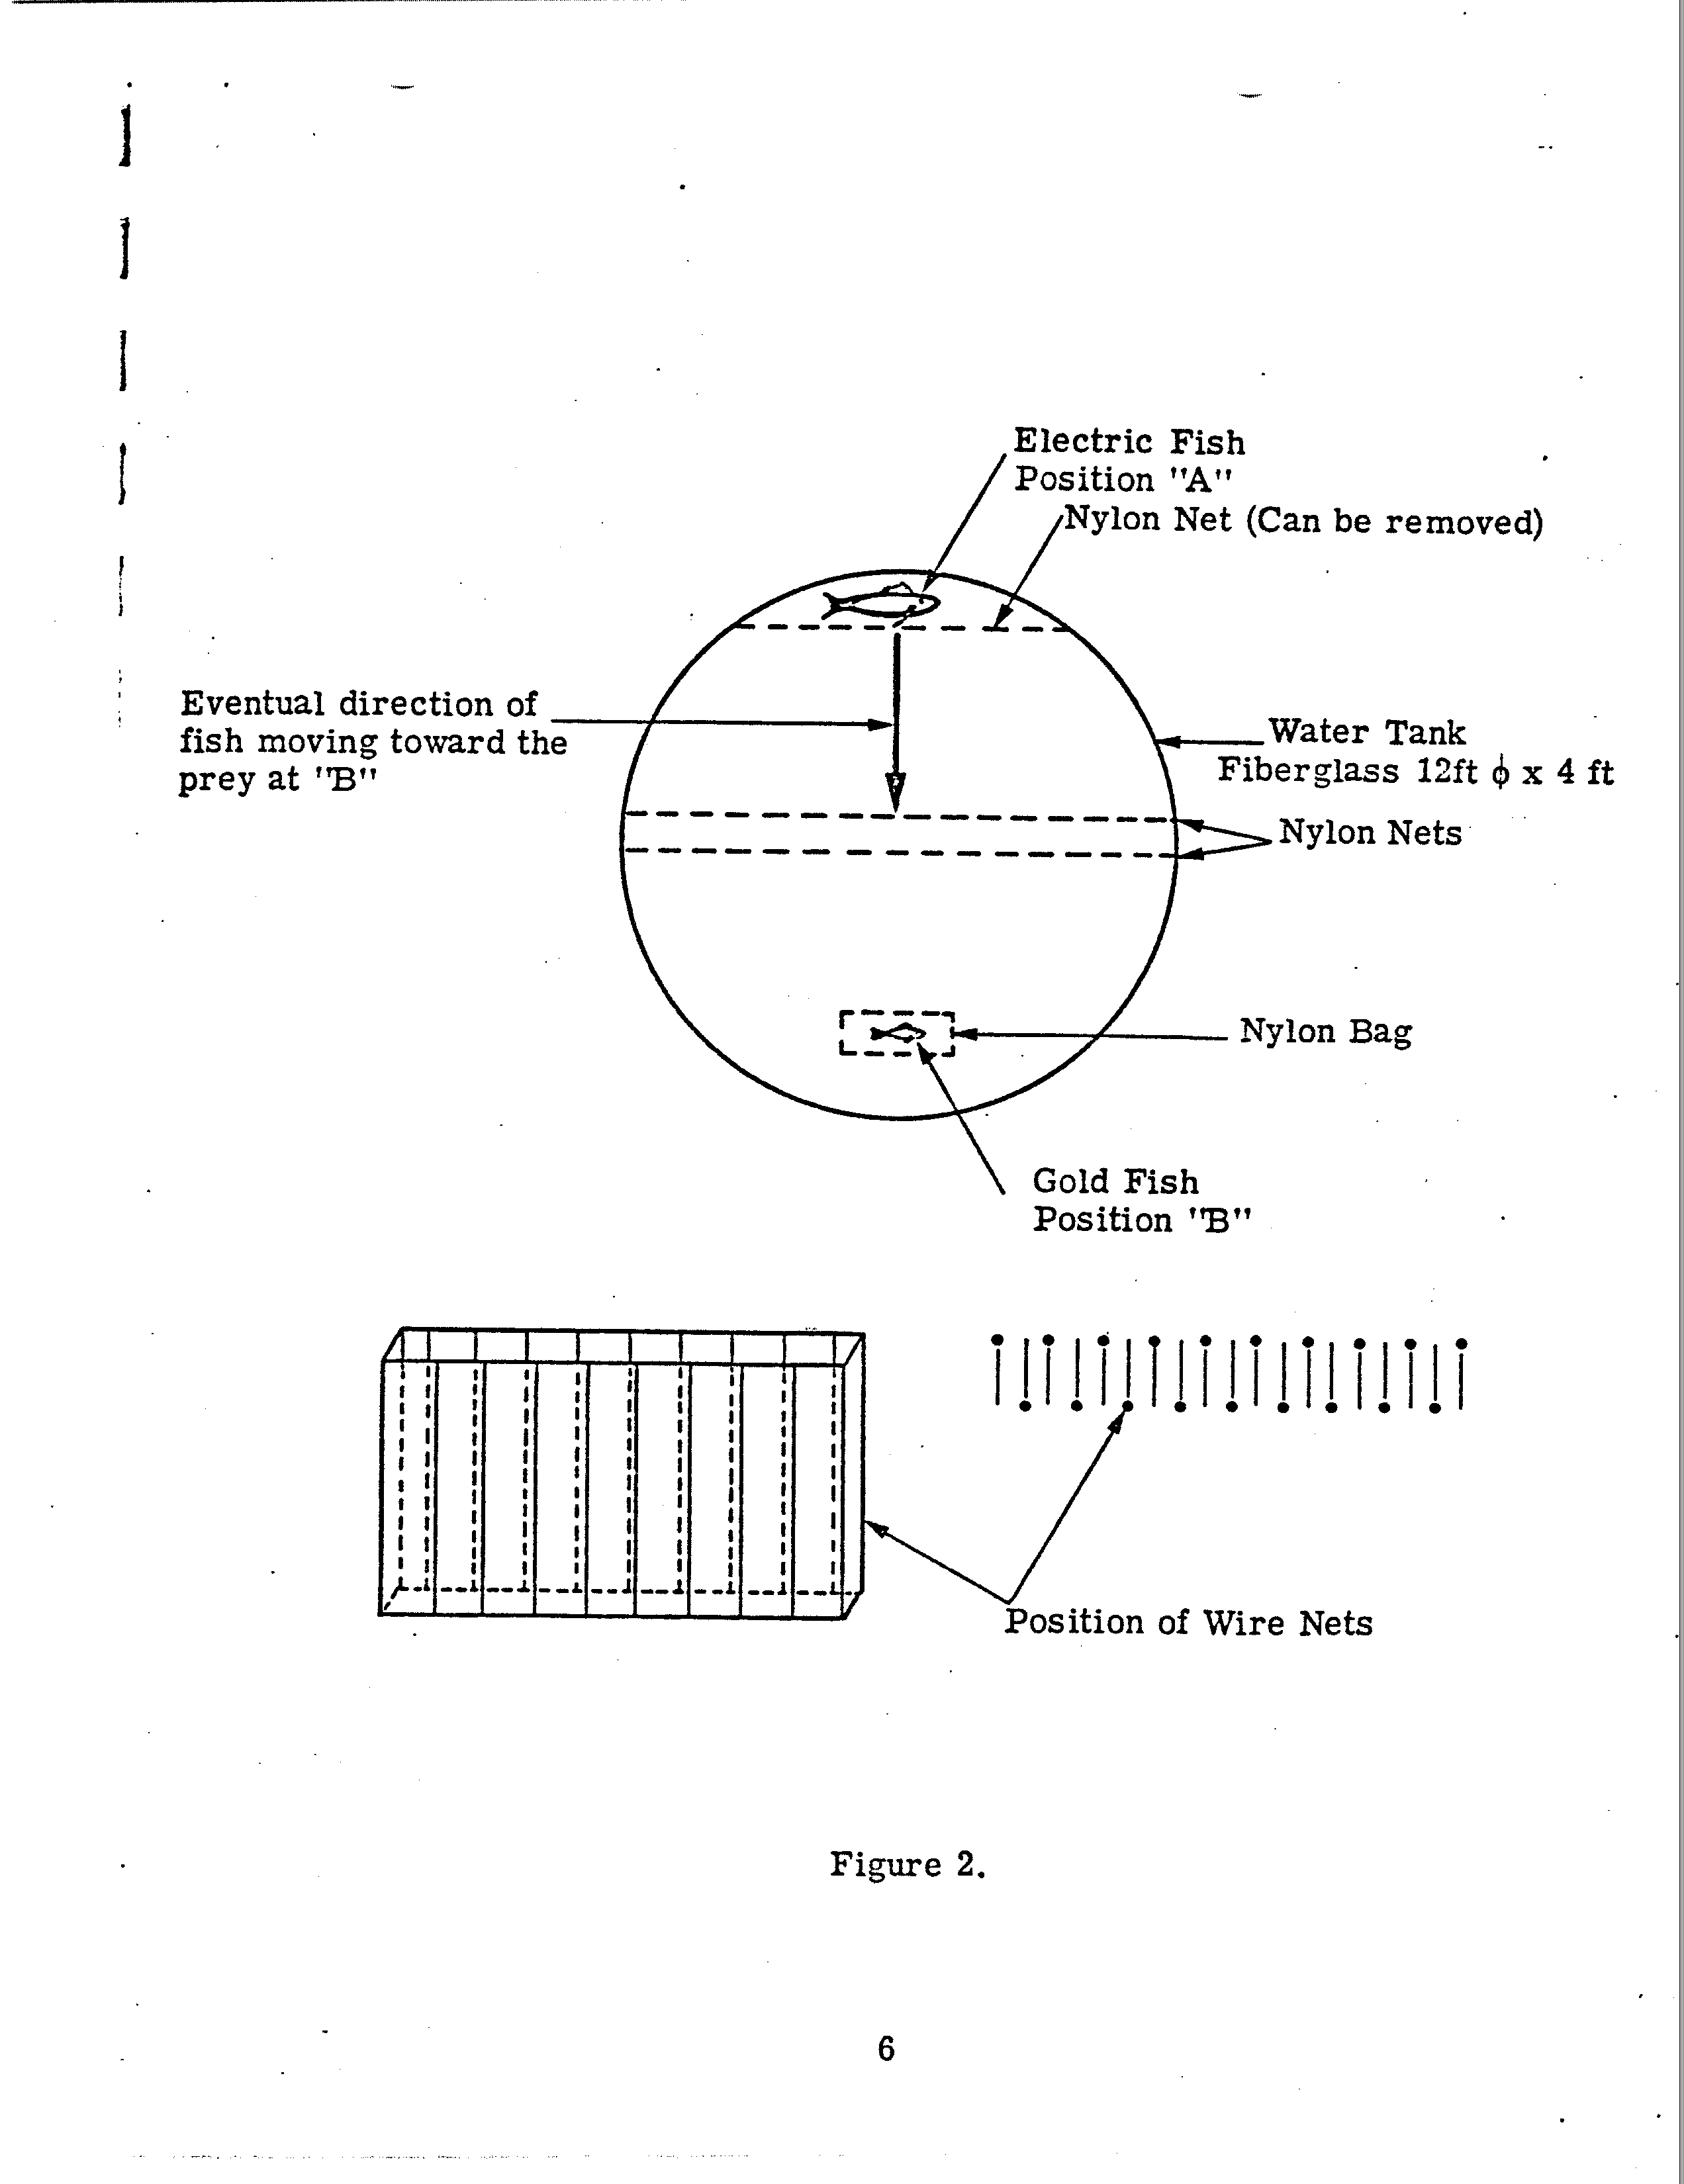 Electric Fish
Position "A"
Nylon Net (Can be removed)
Eventual direction of
fish moving toward the
prey at "B"
Water Tank
Fiberglass 12ft ϕ x 4 ft
Nylon Nets
Nylon Bag
Gold Fish
Position "B"
Position of Wire Nets
Figure 2.
6